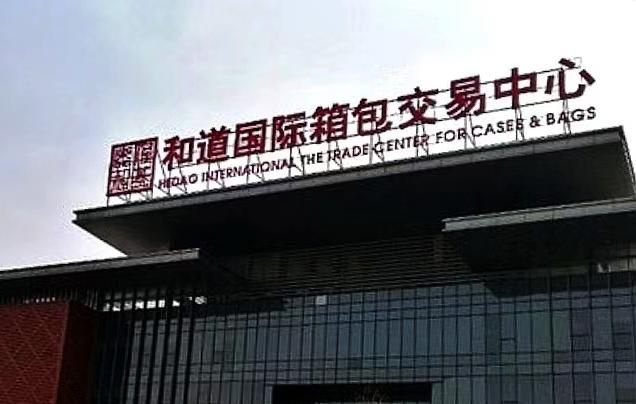 和道国际箱包交易中心
HEDAO INTERNATIONAL THE TRADE CENTER FOR CASES & BAGS